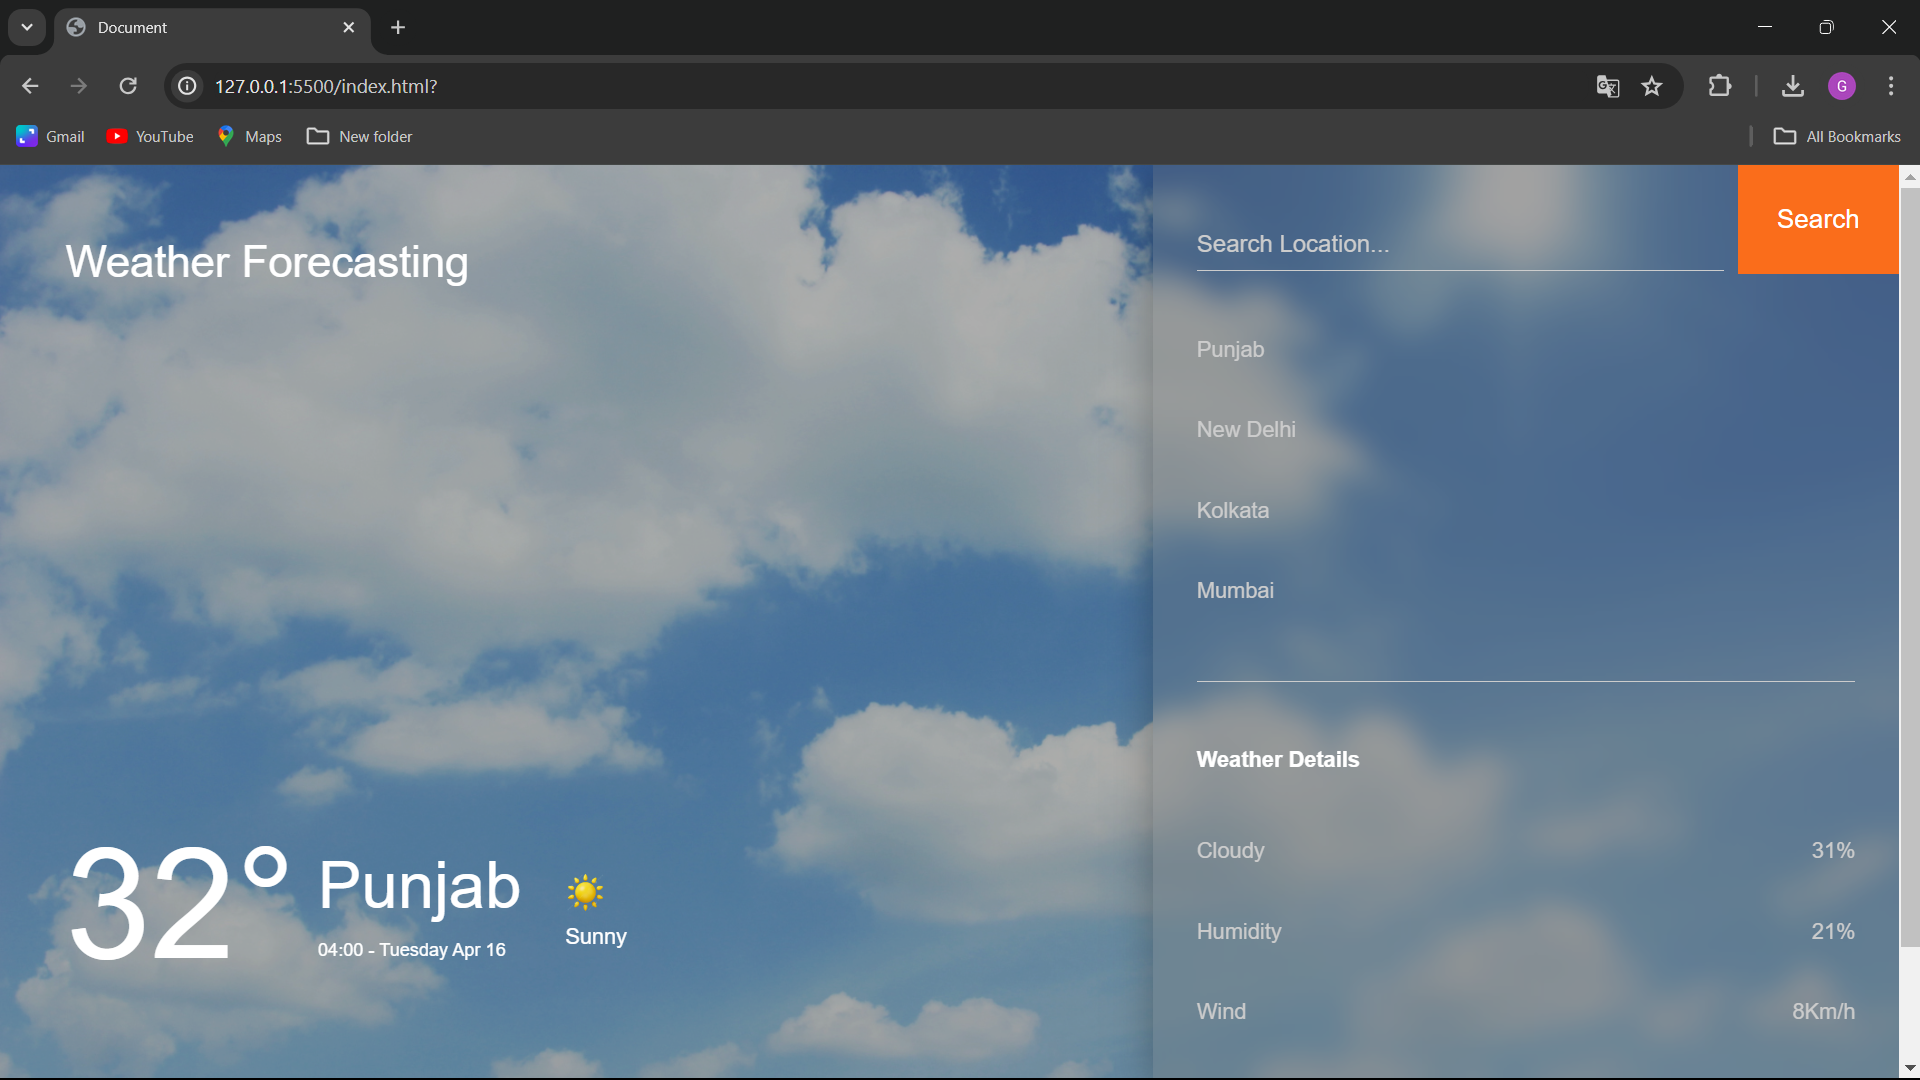 Document
127.0.0.1:5500/index.html?
G
Gmail
YouTube
Maps
New folder
All Bookmarks
Weather Forecasting
Search Location...
Search
Punjab
New Delhi
Kolkata
Mumbai
Weather Details
Cloudy 31%
Humidity 21%
Wind 8Km/h
32°
Punjab
04:00 - Tuesday Apr 16
Sunny